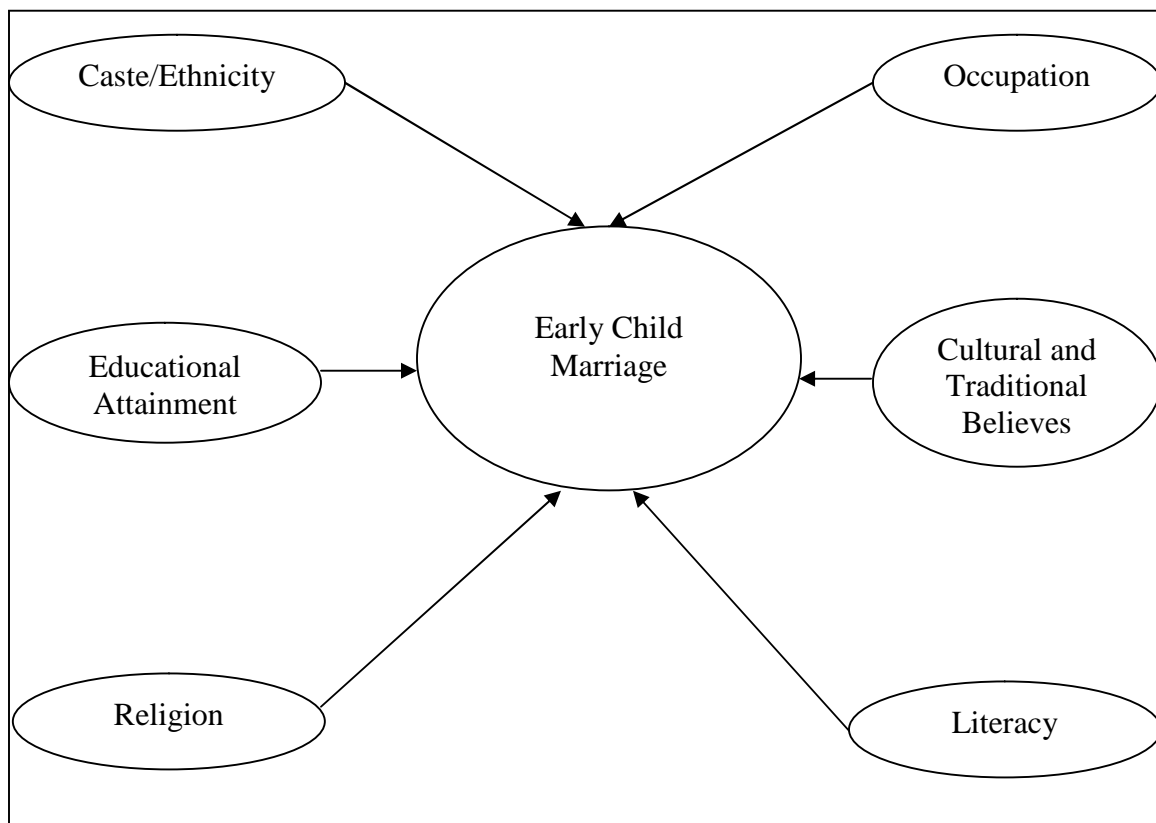 Caste/Ethnicity
Occupation
Early Child
Marriage
Educational
Attainment
Cultural and
Traditional
Believes
Religion
Literacy